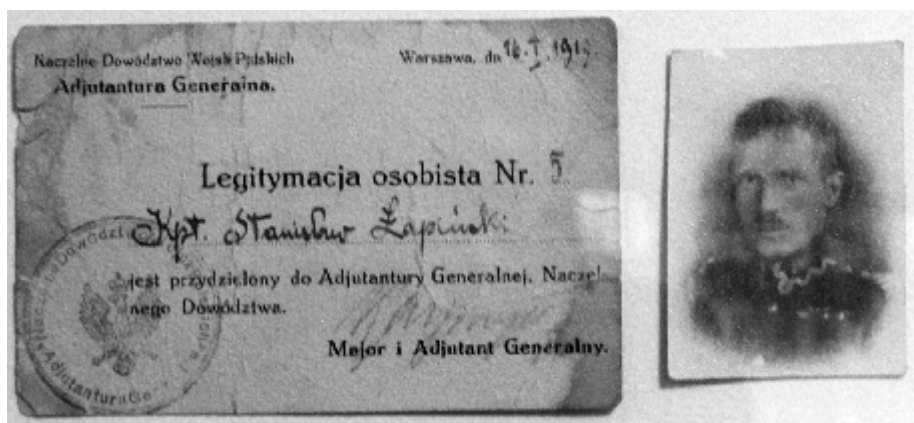 Naczelne Dowództwo Wojsk Polskich
Adjutantura Generalna.
Warszawa, dn 16.I.1919.
Legitymacja osobista Nr. 5
Kpt. Stanisław Łapiński
jest przydzielony do Adjutantury Generalnej, Naczel-
nego Dowództwa.
Major i Adjutant Generalny.